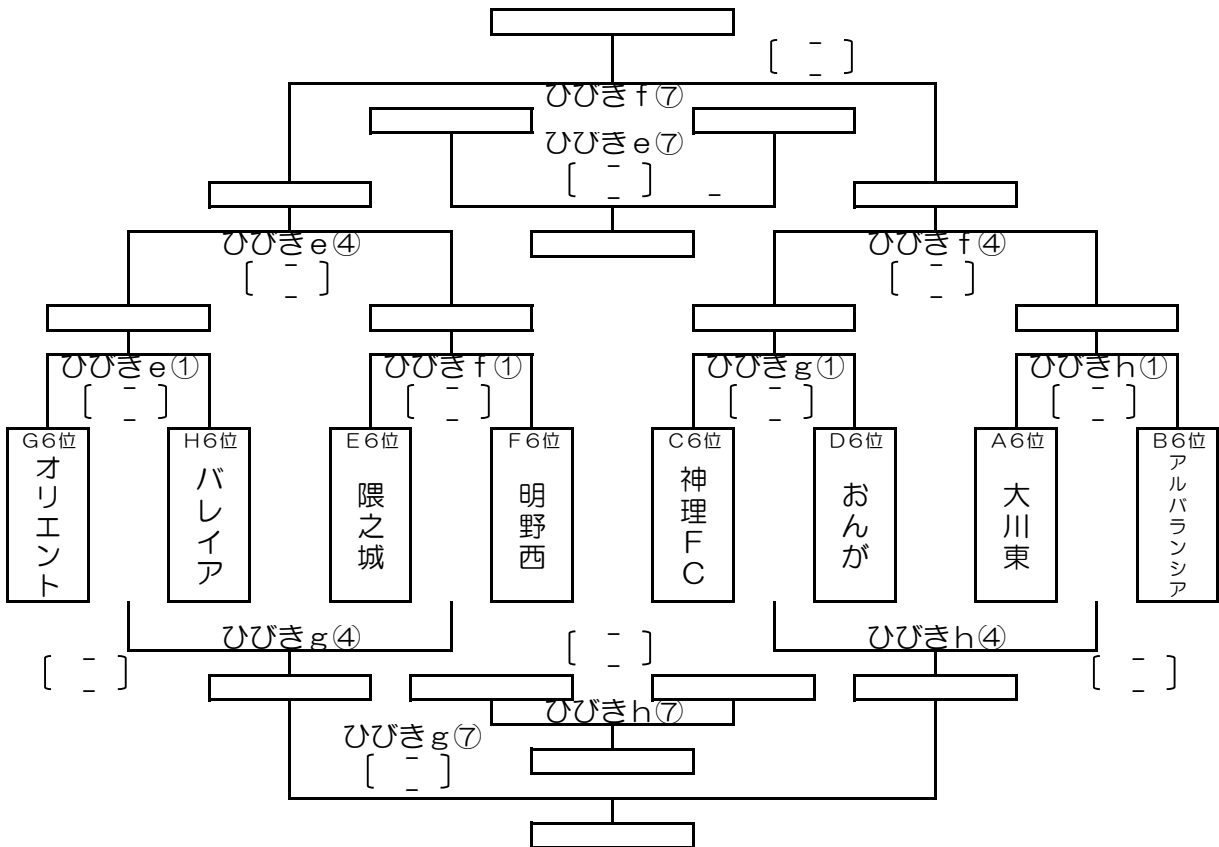 -
[ ] -
ひびきｆ⑦
ひびきｅ⑦
[ - ]
- -
ひびきｅ④ ひびきｆ④
[ - ] [ - ]
- -
ひびきｅ① ひびきｆ① ひびきｇ① ひびきｈ①
[ - ] [ - ] [ - ] [ - ]
- - - -
Ｇ6位 Ｈ6位 Ｅ6位 Ｆ6位 Ｃ6位 Ｄ6位 Ａ6位 Ｂ6位
オリエント
バレイア
隈之城
明野西
神理ＦＣ
おんが
大川東
アルバランシア
ひびきｇ④ [ - ] ひびきｈ④
-
[ - ] [ - ]
- -
ひびきｈ⑦
ひびきｇ⑦
[ - ]
-